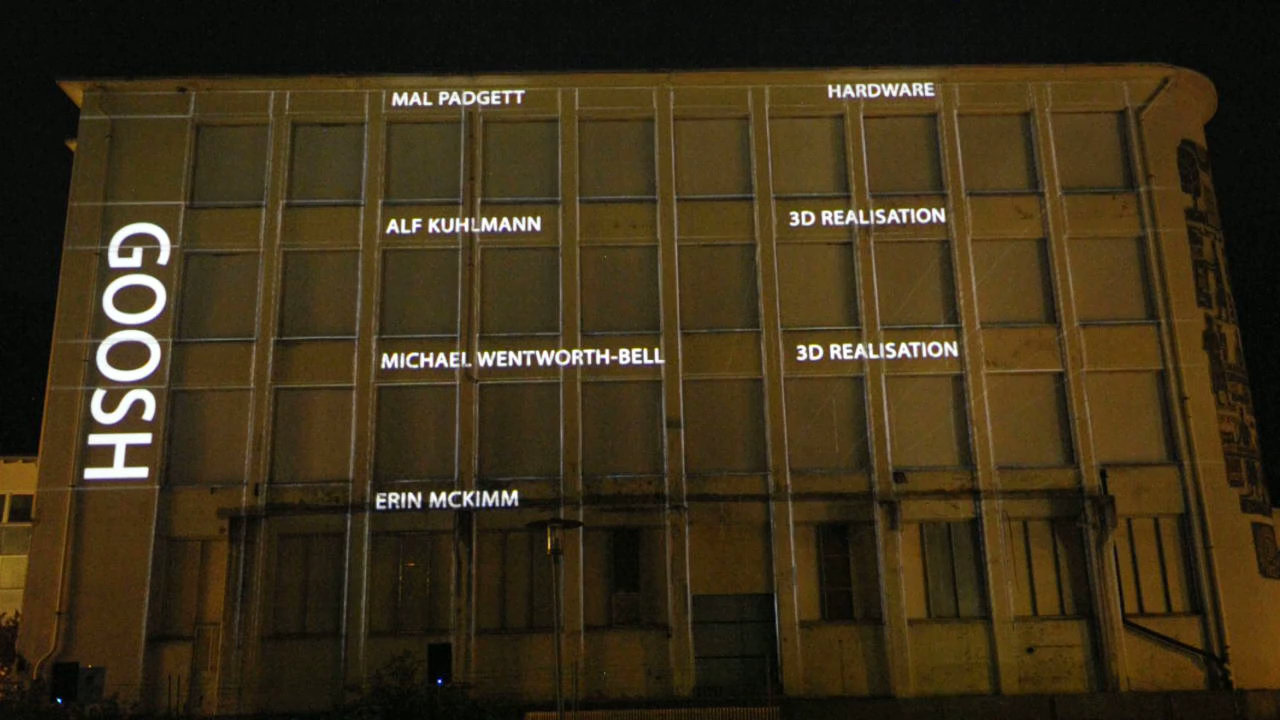 GOOSH
MAL PADGETT HARDWARE
ALF KUHLMANN 3D REALISATION
MICHAEL WENTWORTH-BELL 3D REALISATION
ERIN MCKIMM